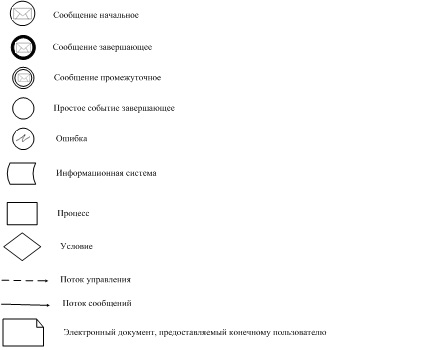 Сообщение начальное
Сообщение завершающее
Сообщение промежуточное
Простое событие завершающее
Ошибка
Информационная система
Процесс
Условие
Поток управления
Поток сообщений
Электронный документ, предоставляемый конечному пользователю